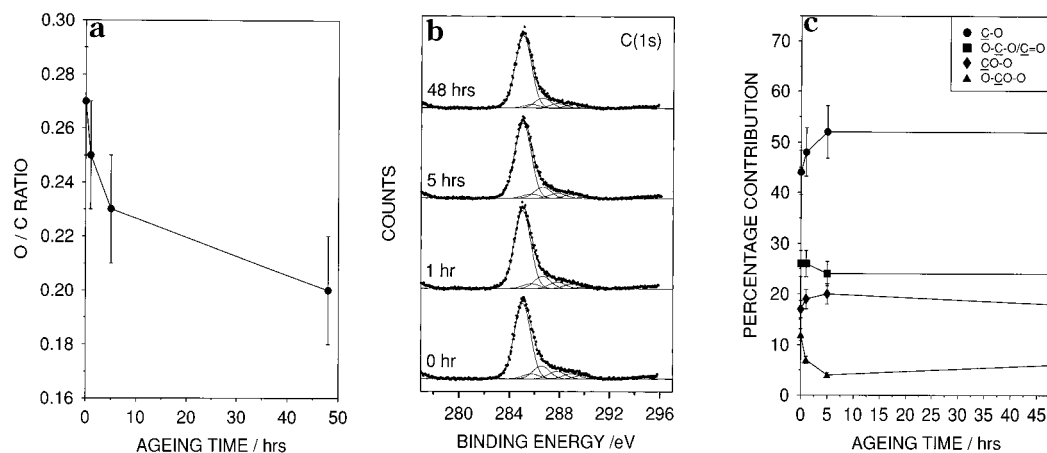 a
0.30
0.28
0.26
0.24
0.22
0.20
0.18
0.16
O / C RATIO
0 10 20 30 40 50
AGEING TIME / hrs
b
C(1s)
48 hrs
5 hrs
1 hr
0 hr
COUNTS
280 284 288 292 296
BINDING ENERGY /eV
c
C-O
O-C-O/C=O
CO-O
O-CO-O
70
60
50
40
30
20
10
0
PERCENTAGE CONTRIBUTION
0 5 10 15 20 25 30 35 40 45
AGEING TIME / hrs